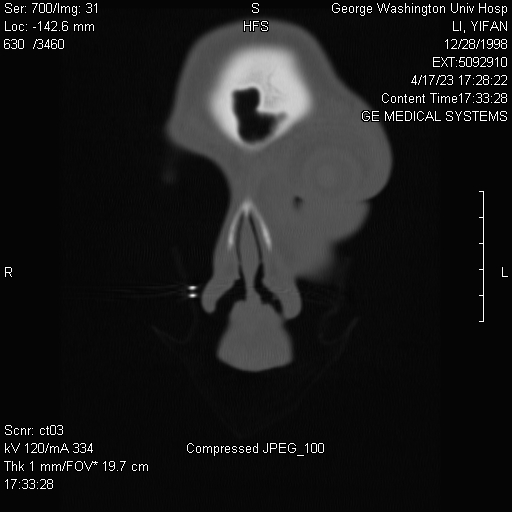 Ser: 700/Img: 31
Loc: -142.6 mm
630 /3460
S
HFS
George Washington Univ Hosp
LI, YIFAN
12/28/1998
EXT:5092910
4/17/23 17:28:22
Content Time17:33:28
GE MEDICAL SYSTEMS
R
L
Scnr: ct03
kV 120/mA 334
Thk 1 mm/FOV* 19.7 cm
17:33:28
Compressed JPEG_100